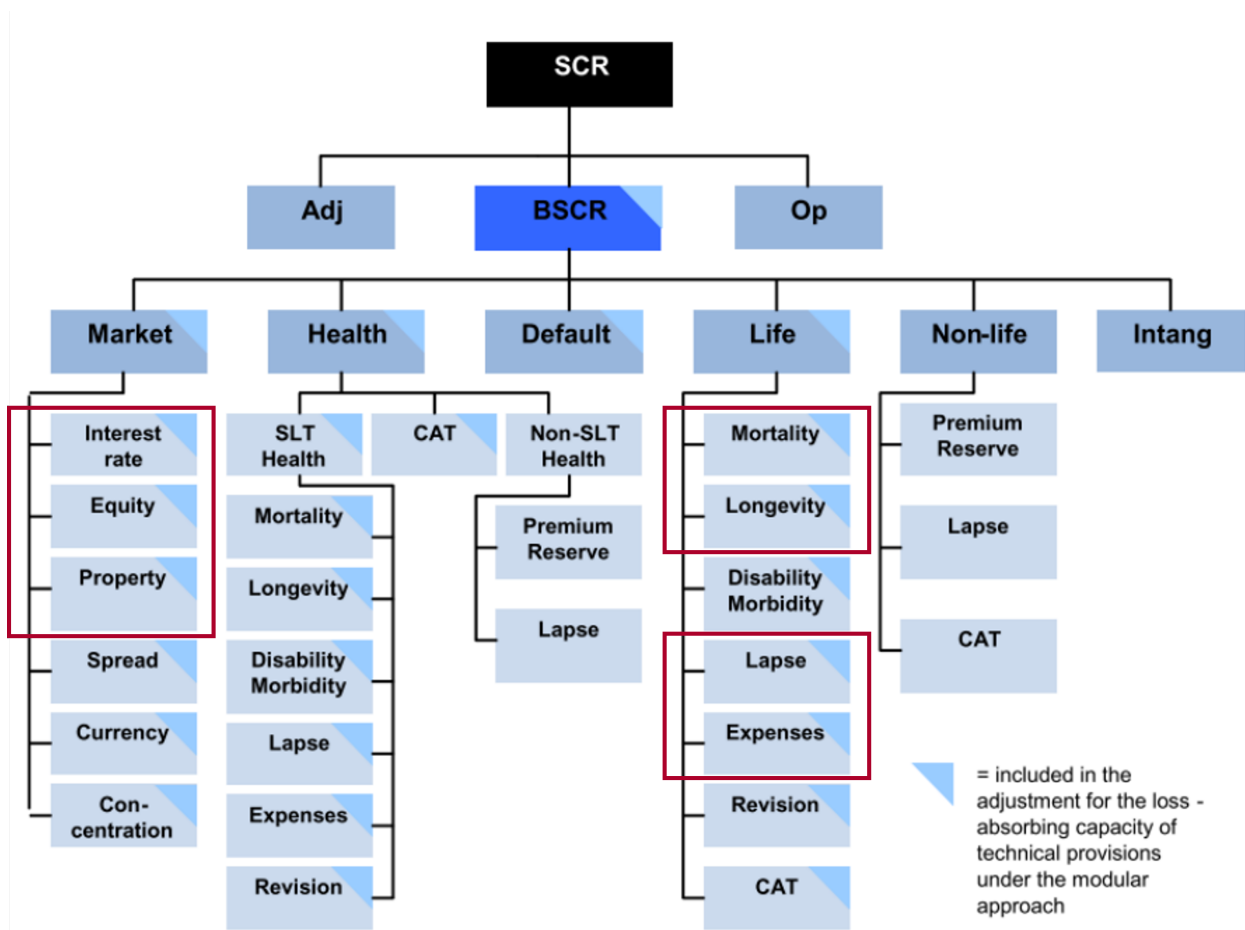 SCR
Adj
BSCR
Op
Market
Health
Default
Life
Non-life
Intang
Interest
rate
Equity
Property
Spread
Currency
Con-
centration
SLT
Health
CAT
Non-SLT
Health
Mortality
Longevity
Disability
Morbidity
Lapse
Expenses
Revision
Premium
Reserve
Lapse
Mortality
Longevity
Disability
Morbidity
Lapse
Expenses
Revision
CAT
Premium
Reserve
Lapse
CAT
= included in the
adjustment for the loss -
absorbing capacity of
technical provisions
under the modular
approach